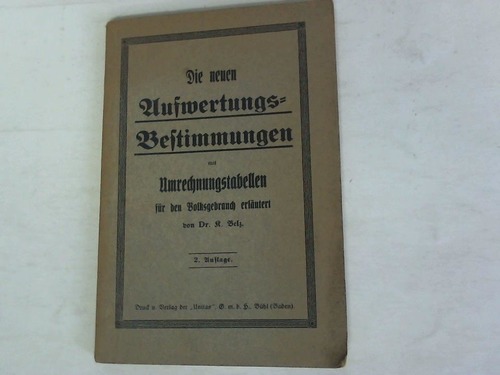 Die neuen
Aufwertungs=
Bestimmungen
mit
Umrechnungstabellen
für den Volksgebrauch erläutert
von Dr. K. Belz.
2. Auflage.
Druck u. Verlag der „Unitas“, G. m. b. H., Bühl (Baden)